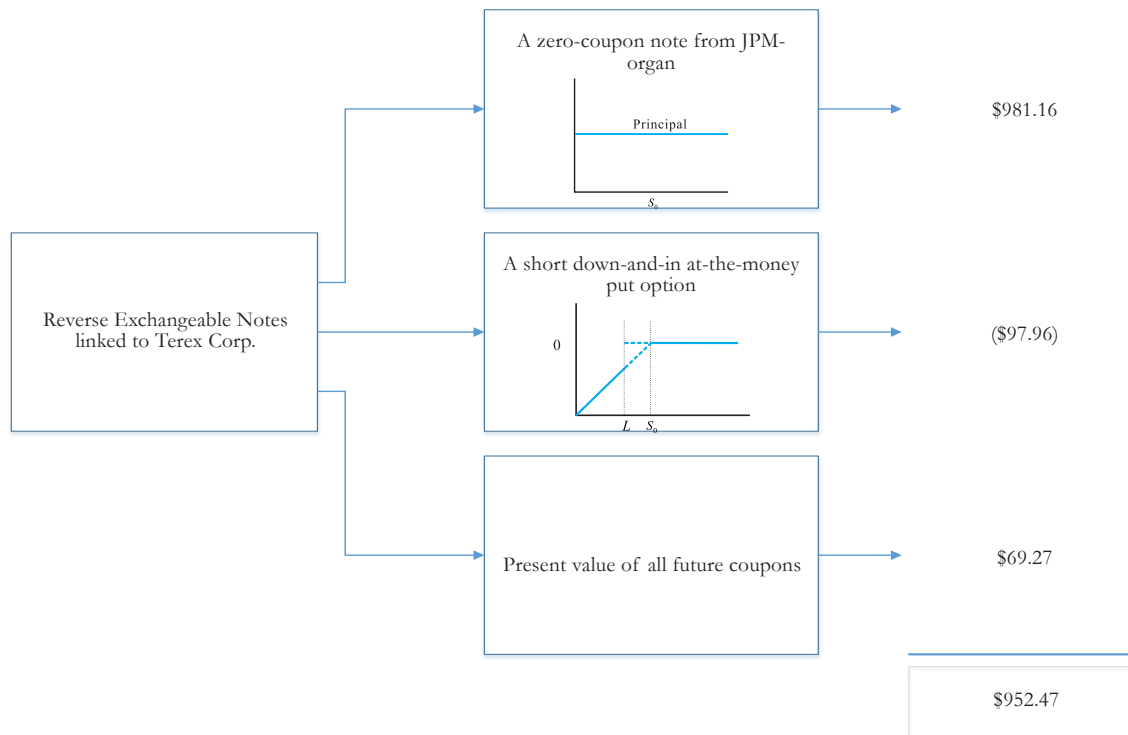 A zero-coupon note from JPM-
organ
Principal
S₀
$981.16
Reverse Exchangeable Notes
linked to Terex Corp.
A short down-and-in at-the-money
put option
0
L S₀
($97.96)
Present value of all future coupons
$69.27
$952.47